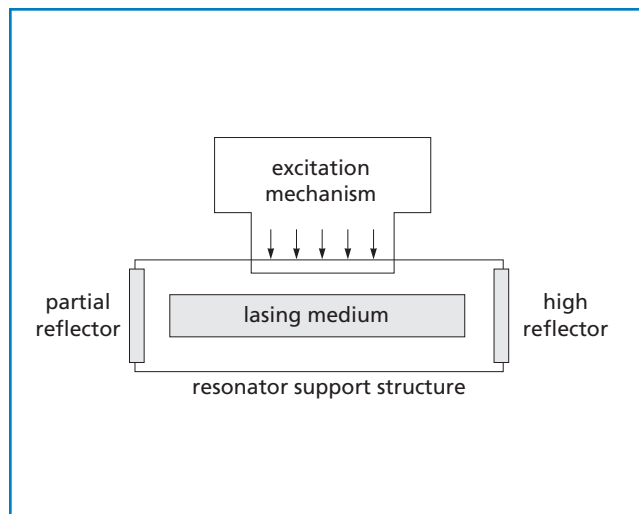 excitation
mechanism
partial
reflector
lasing medium
high
reflector
resonator support structure